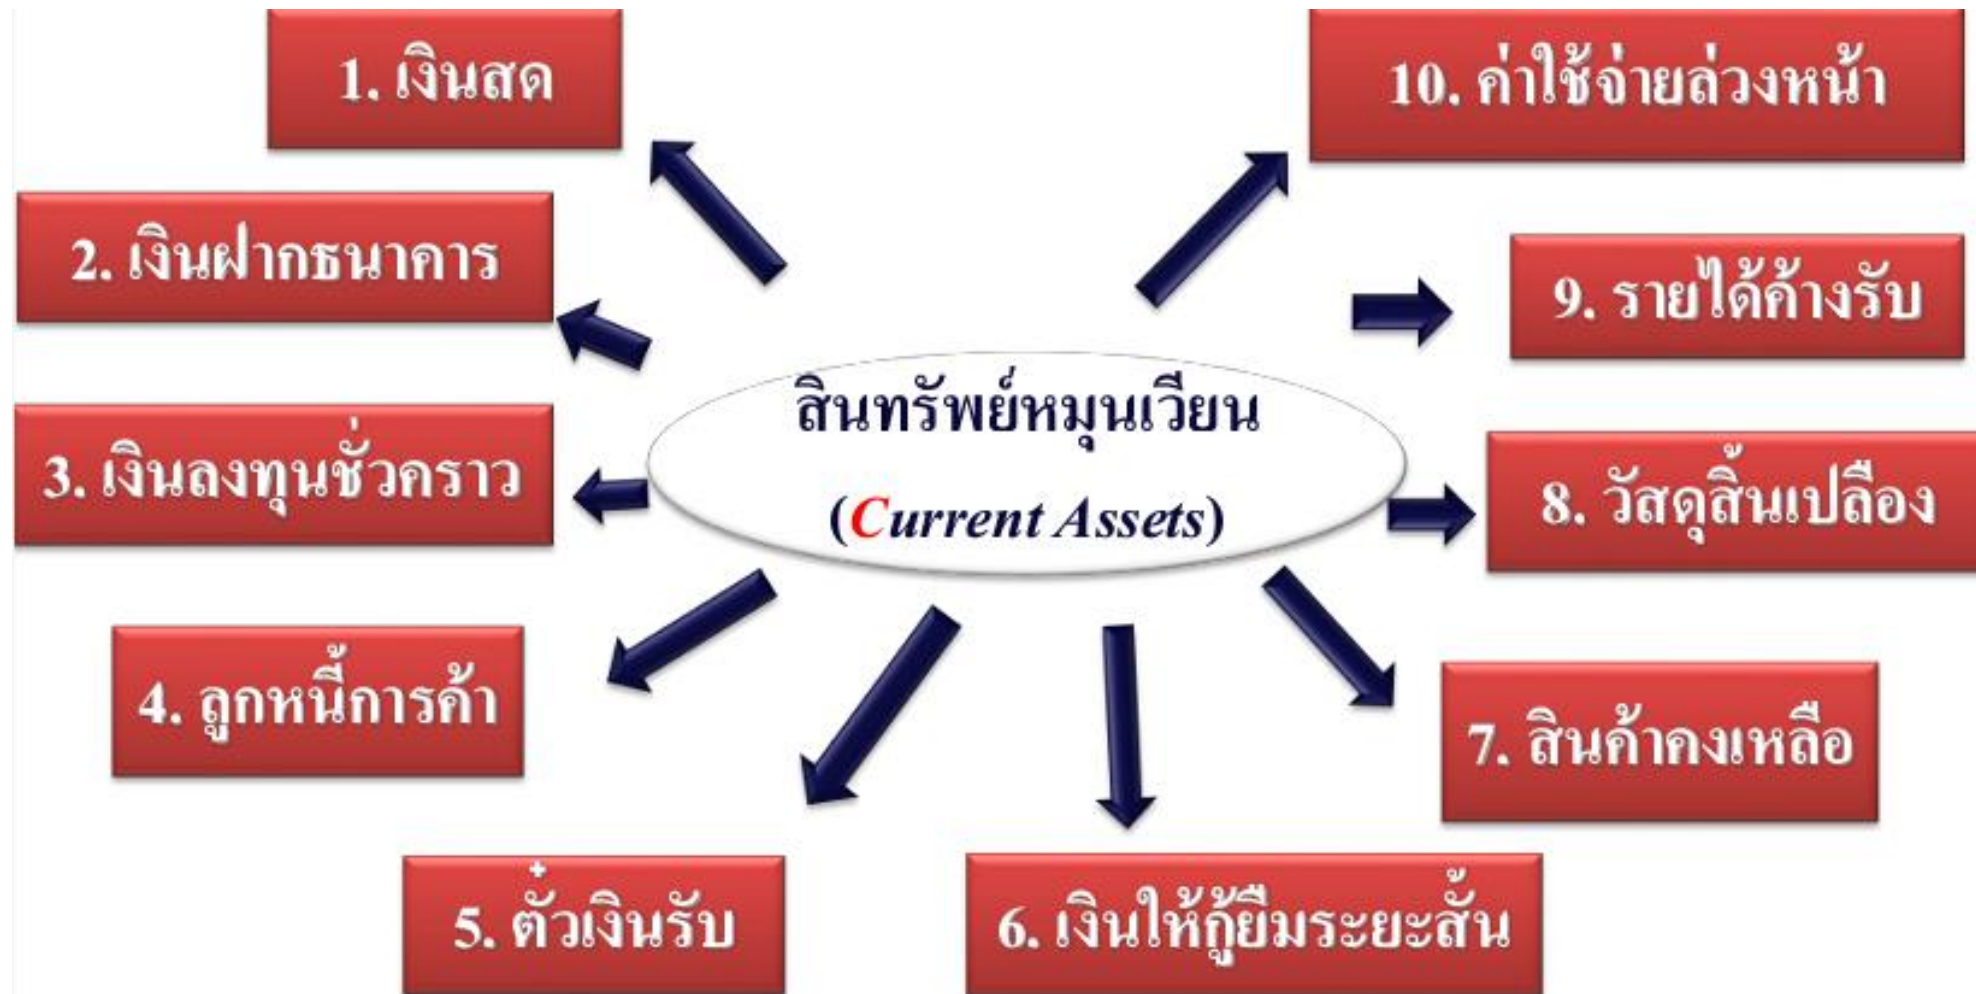 1. เงินสด
2. เงินฝากธนาคาร
3. เงินลงทุนชั่วคราว
4. ลูกหนี้การค้า
5. ตั๋วเงินรับ
6. เงินให้กู้ยืมระยะสั้น
7. สินค้าคงเหลือ
8. วัสดุสิ้นเปลือง
9. รายได้ค้างรับ
10. ค่าใช้จ่ายล่วงหน้า
สินทรัพย์หมุนเวียน
(Current Assets)